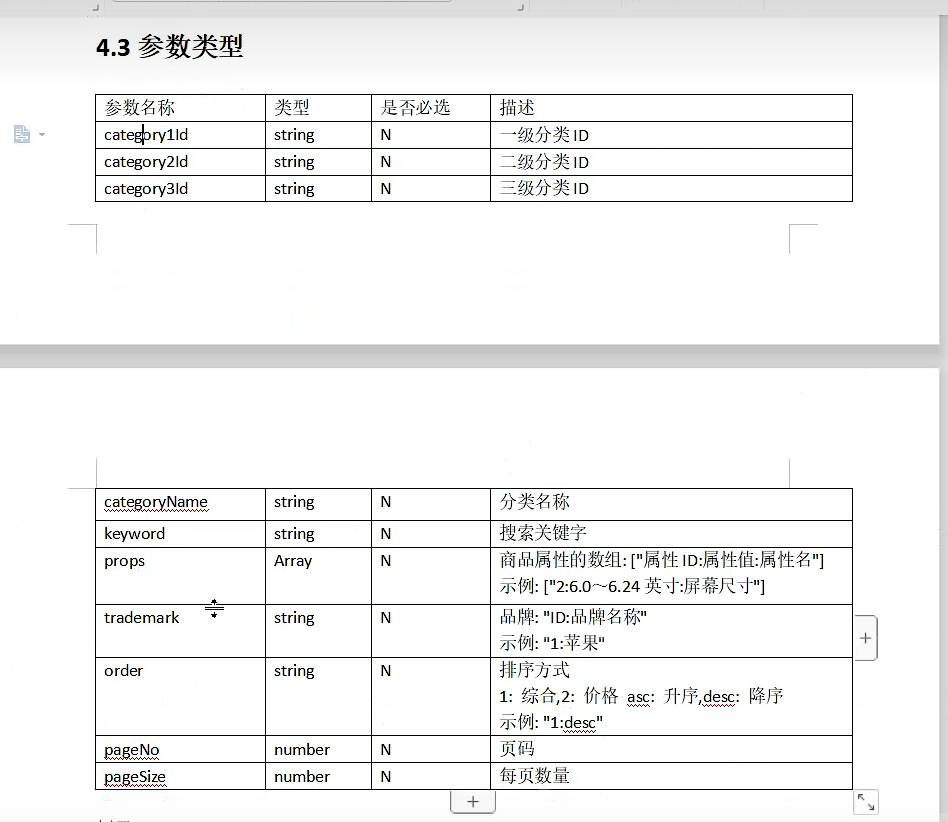 4.3 参数类型
参数名称 类型 是否必选 描述
category1Id string N 一级分类 ID
category2Id string N 二级分类 ID
category3Id string N 三级分类 ID
categoryName string N 分类名称
keyword string N 搜索关键字
props Array N 商品属性的数组: ["属性 ID:属性值:属性名"]
示例: ["2:6.0～6.24 英寸:屏幕尺寸"]
trademark string N 品牌: "ID:品牌名称"
示例: "1:苹果"
order string N 排序方式
1: 综合,2: 价格 asc: 升序,desc: 降序
示例: "1:desc"
pageNo number N 页码
pageSize number N 每页数量